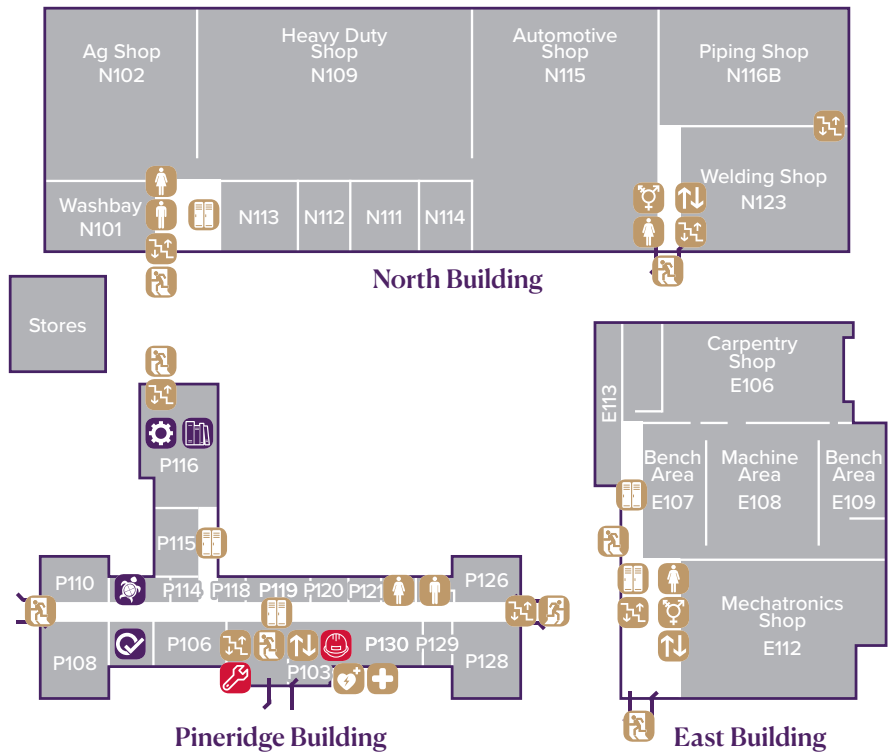 Ag Shop
N102
Heavy Duty
Shop
N109
Automotive
Shop
N115
Piping Shop
N116B
Washbay
N101
N113
N112
N111
N114
Welding Shop
N123
North Building
Stores
Carpentry
Shop
E106
E113
P116
Bench
Area
E107
Machine
Area
E108
Bench
Area
E109
P115
P110
P114
P118
P119
P120
P121
P126
P108
P106
P103
P130
P129
P128
Mechatronics
Shop
E112
Pineridge Building
East Building